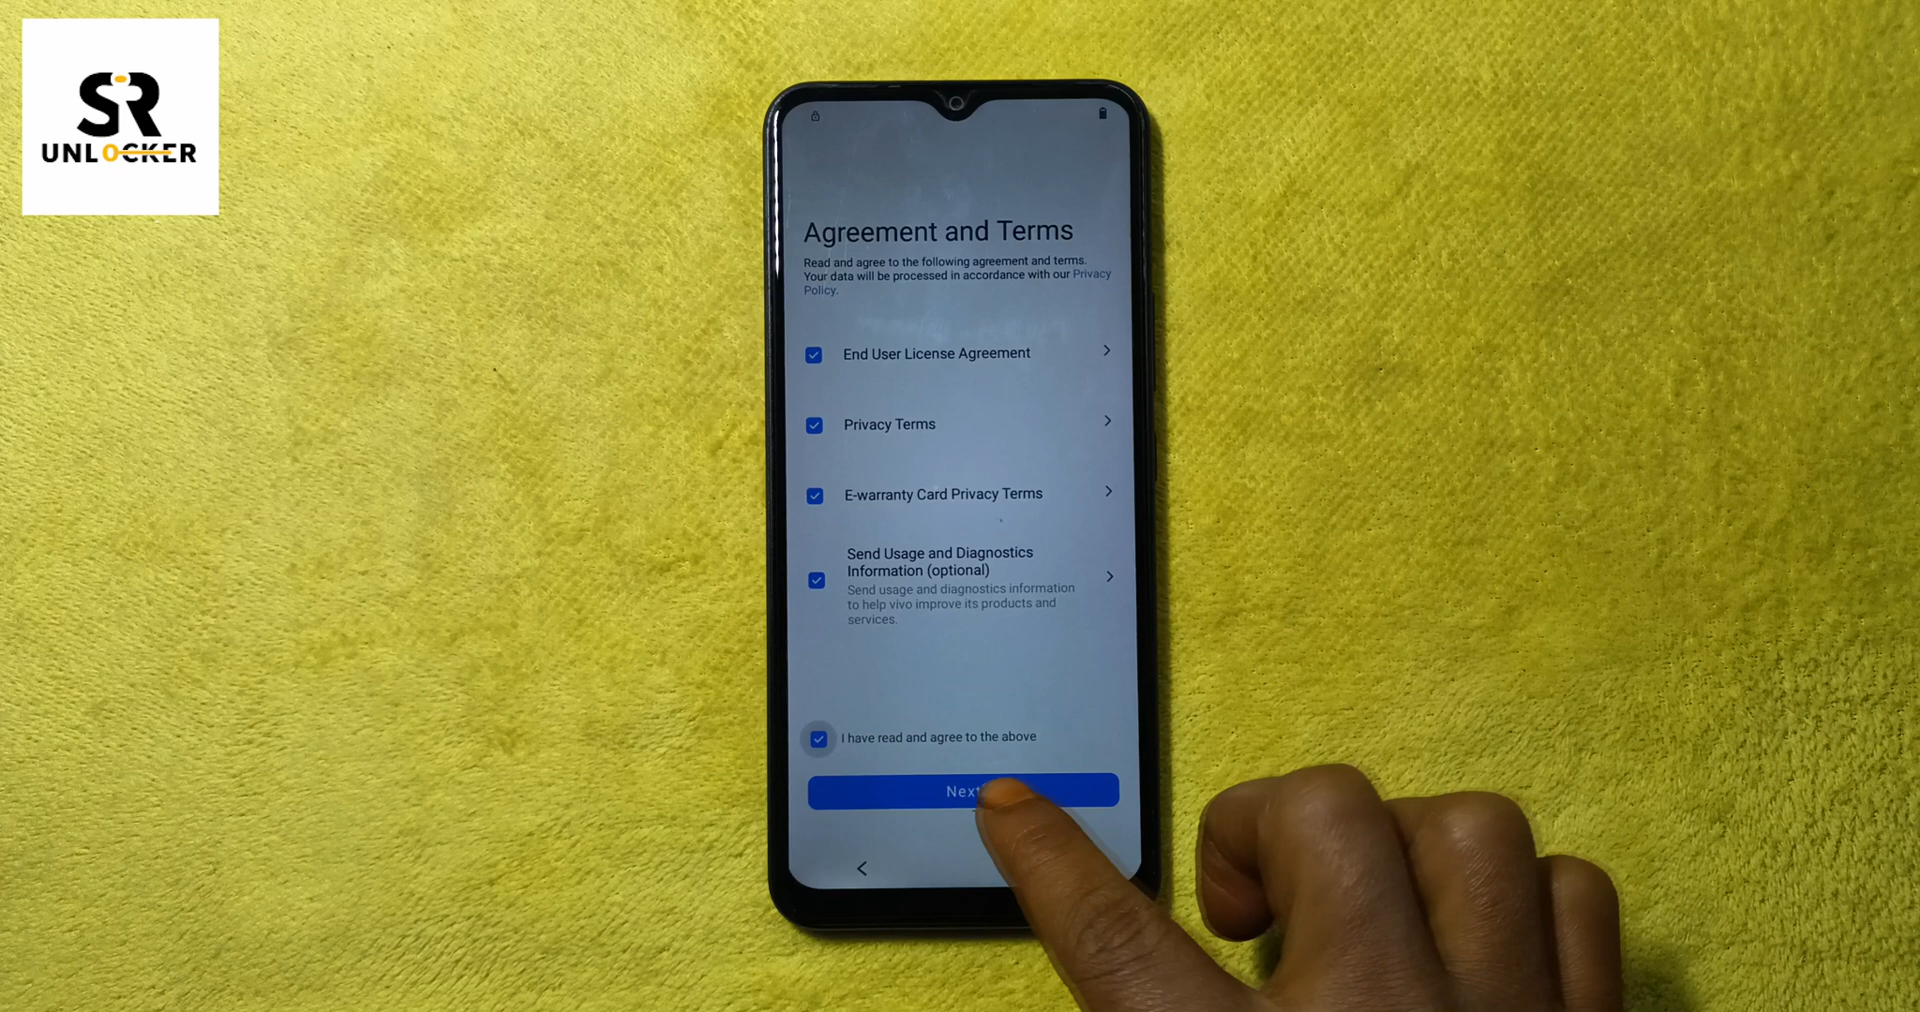 SR
UNLOCKER
Agreement and Terms
Read and agree to the following agreement and terms.
Your data will be processed in accordance with our Privacy
Policy.
End User License Agreement
Privacy Terms
E-warranty Card Privacy Terms
Send Usage and Diagnostics
Information (optional)
Send usage and diagnostics information
to help vivo improve its products and
services.
I have read and agree to the above
Next